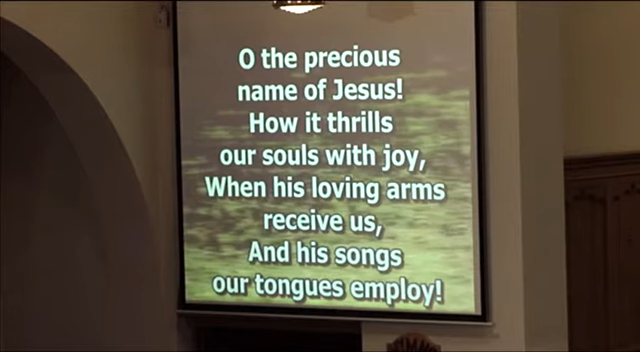 O the precious
name of Jesus!
How it thrills
our souls with joy,
When his loving arms
receive us,
And his songs
our tongues employ!